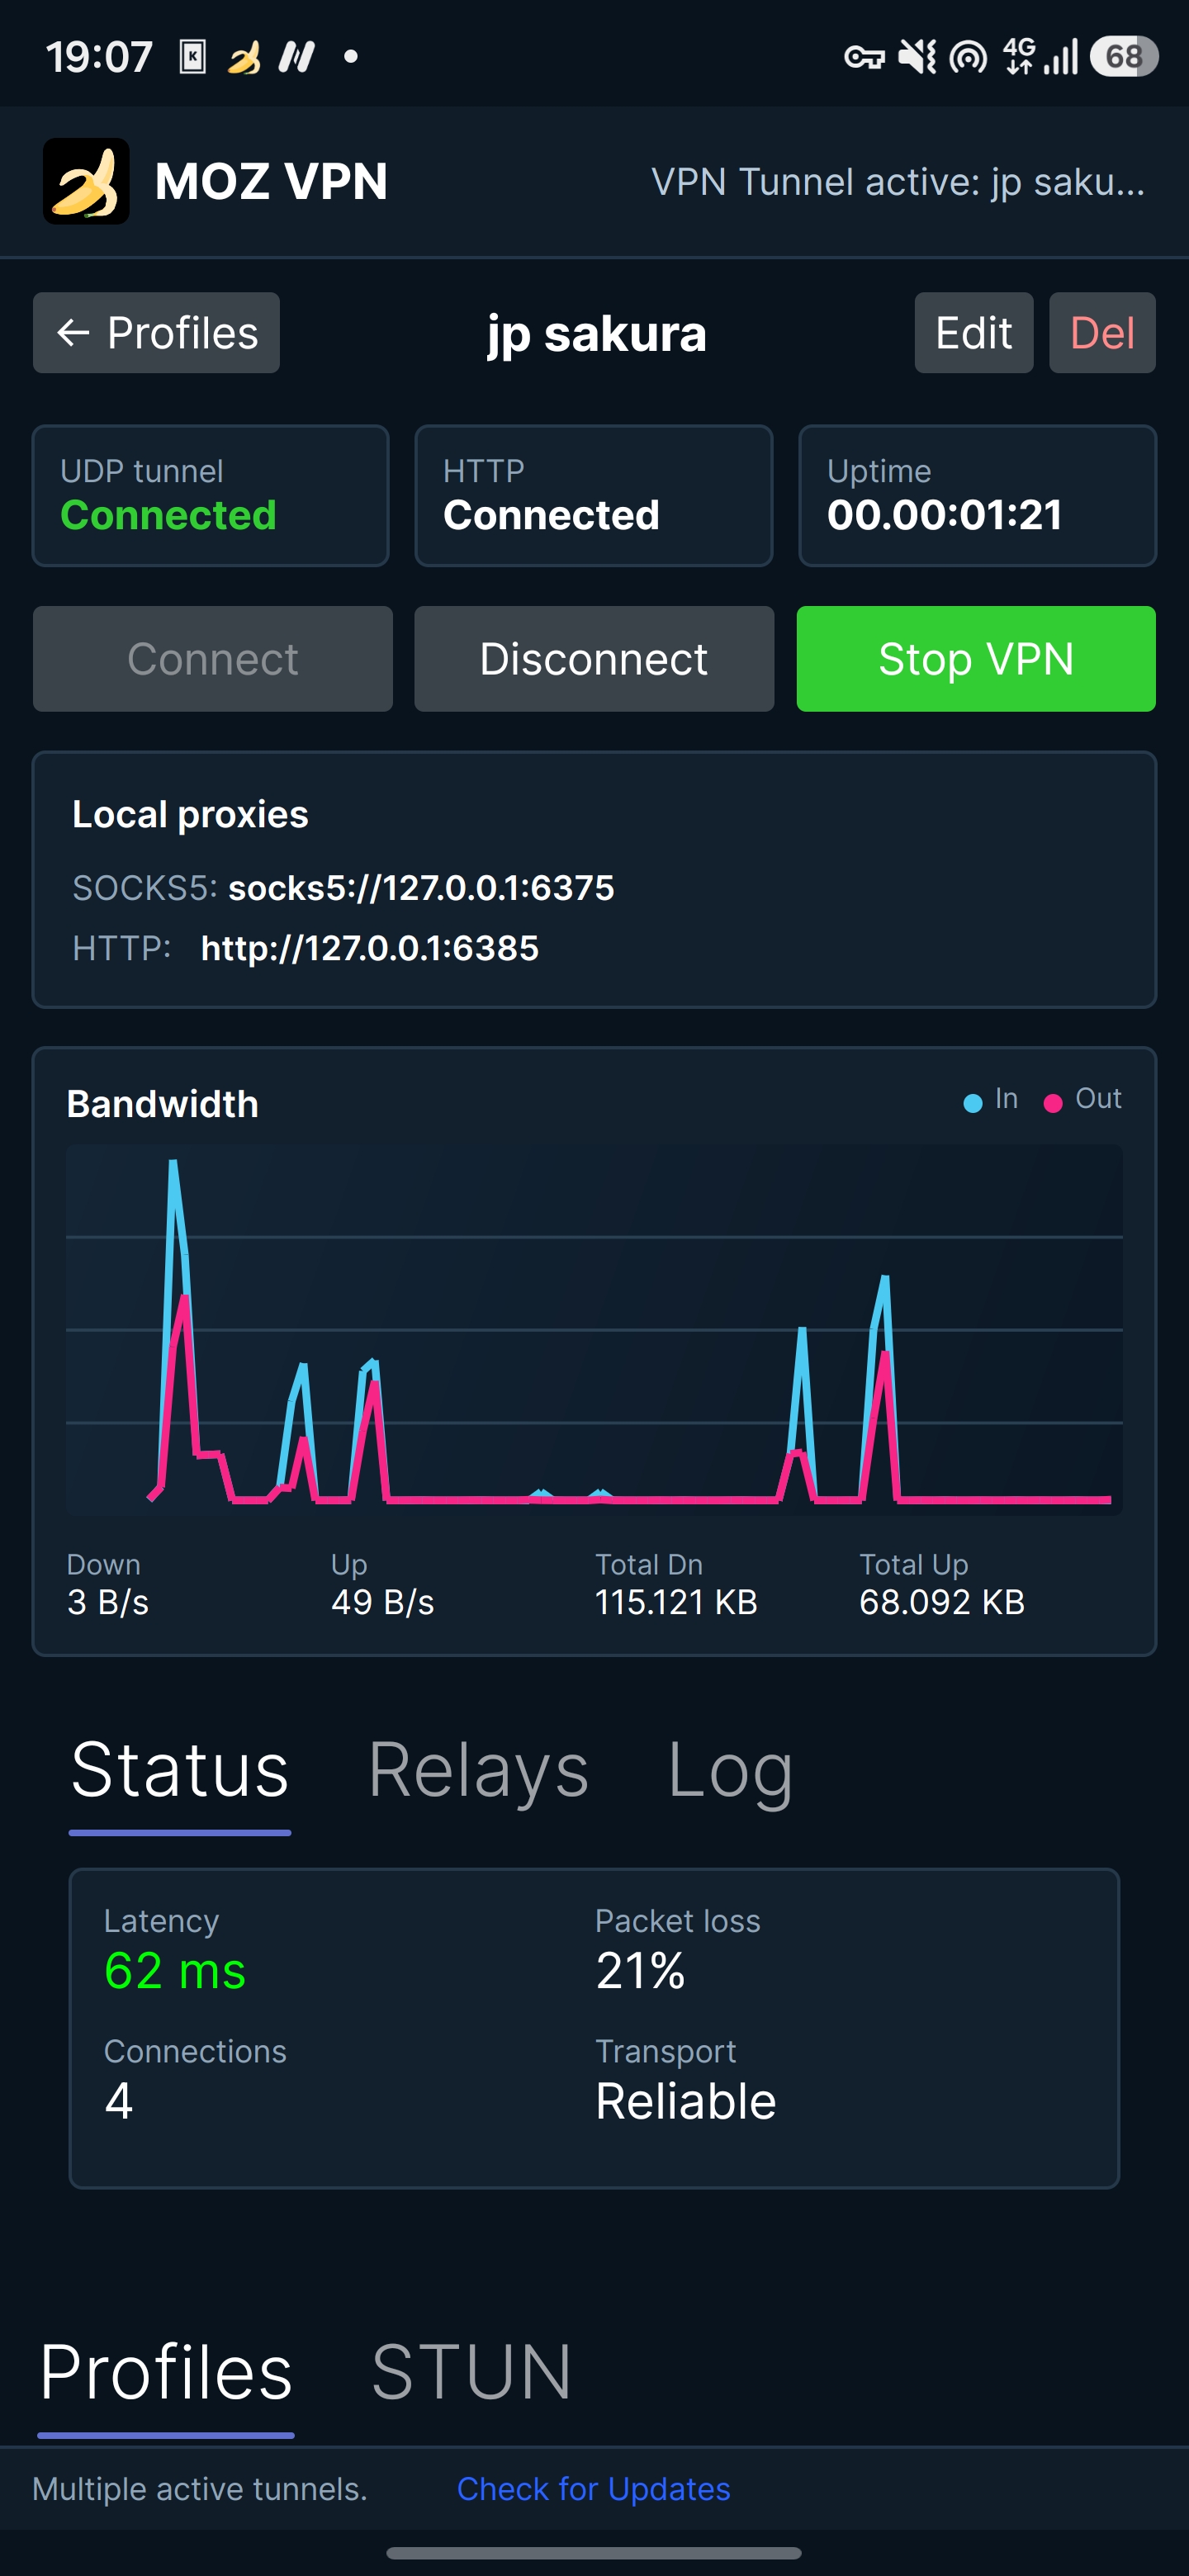 19:07
K
4G
68
MOZ VPN
VPN Tunnel active: jp saku...
← Profiles
jp sakura
Edit
Del
UDP tunnel
Connected
HTTP
Connected
Uptime
00.00:01:21
Connect
Disconnect
Stop VPN
Local proxies
SOCKS5: socks5://127.0.0.1:6375
HTTP: http://127.0.0.1:6385
Bandwidth
In
Out
Down
3 B/s
Up
49 B/s
Total Dn
115.121 KB
Total Up
68.092 KB
Status
Relays
Log
Latency
62 ms
Packet loss
21%
Connections
4
Transport
Reliable
Profiles
STUN
Multiple active tunnels.
Check for Updates